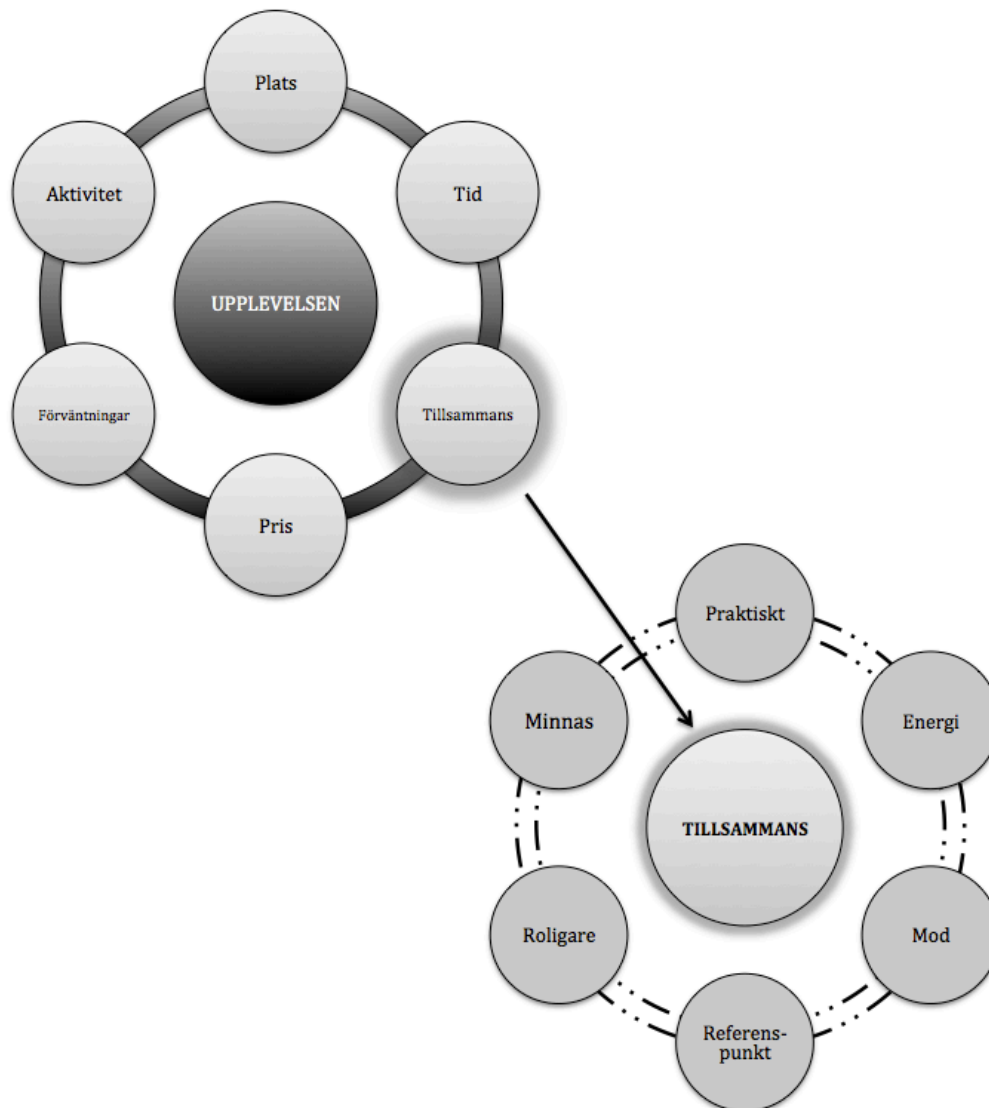 Plats
Aktivitet
Tid
UPPLEVELSEN
Förväntningar
Tillsammans
Pris
Praktiskt
Minnas
Energi
TILLSAMMANS
Roligare
Mod
Referens-
punkt